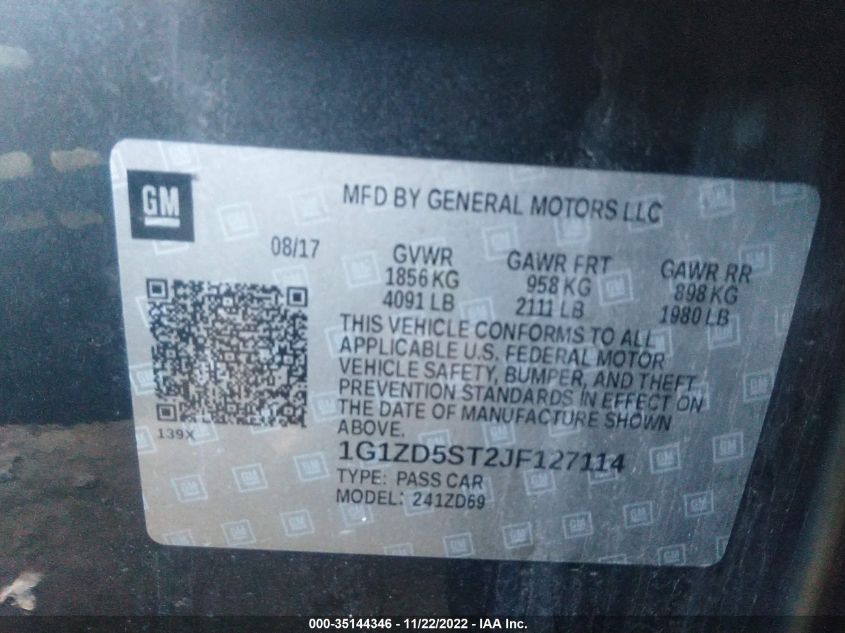 GM
MFD BY GENERAL MOTORS LLC
08/17
GVWR GAWR FRT GAWR RR
1856 KG 958 KG 898 KG
4091 LB 2111 LB 1980 LB
THIS VEHICLE CONFORMS TO ALL
APPLICABLE U.S. FEDERAL MOTOR
VEHICLE SAFETY, BUMPER, AND THEFT
PREVENTION STANDARDS IN EFFECT ON
THE DATE OF MANUFACTURE SHOWN
ABOVE.
139X
1G1ZD5ST2JF127114
TYPE: PASS CAR
MODEL: 241ZD69
000-35144346 - 11/22/2022 - IAA Inc.